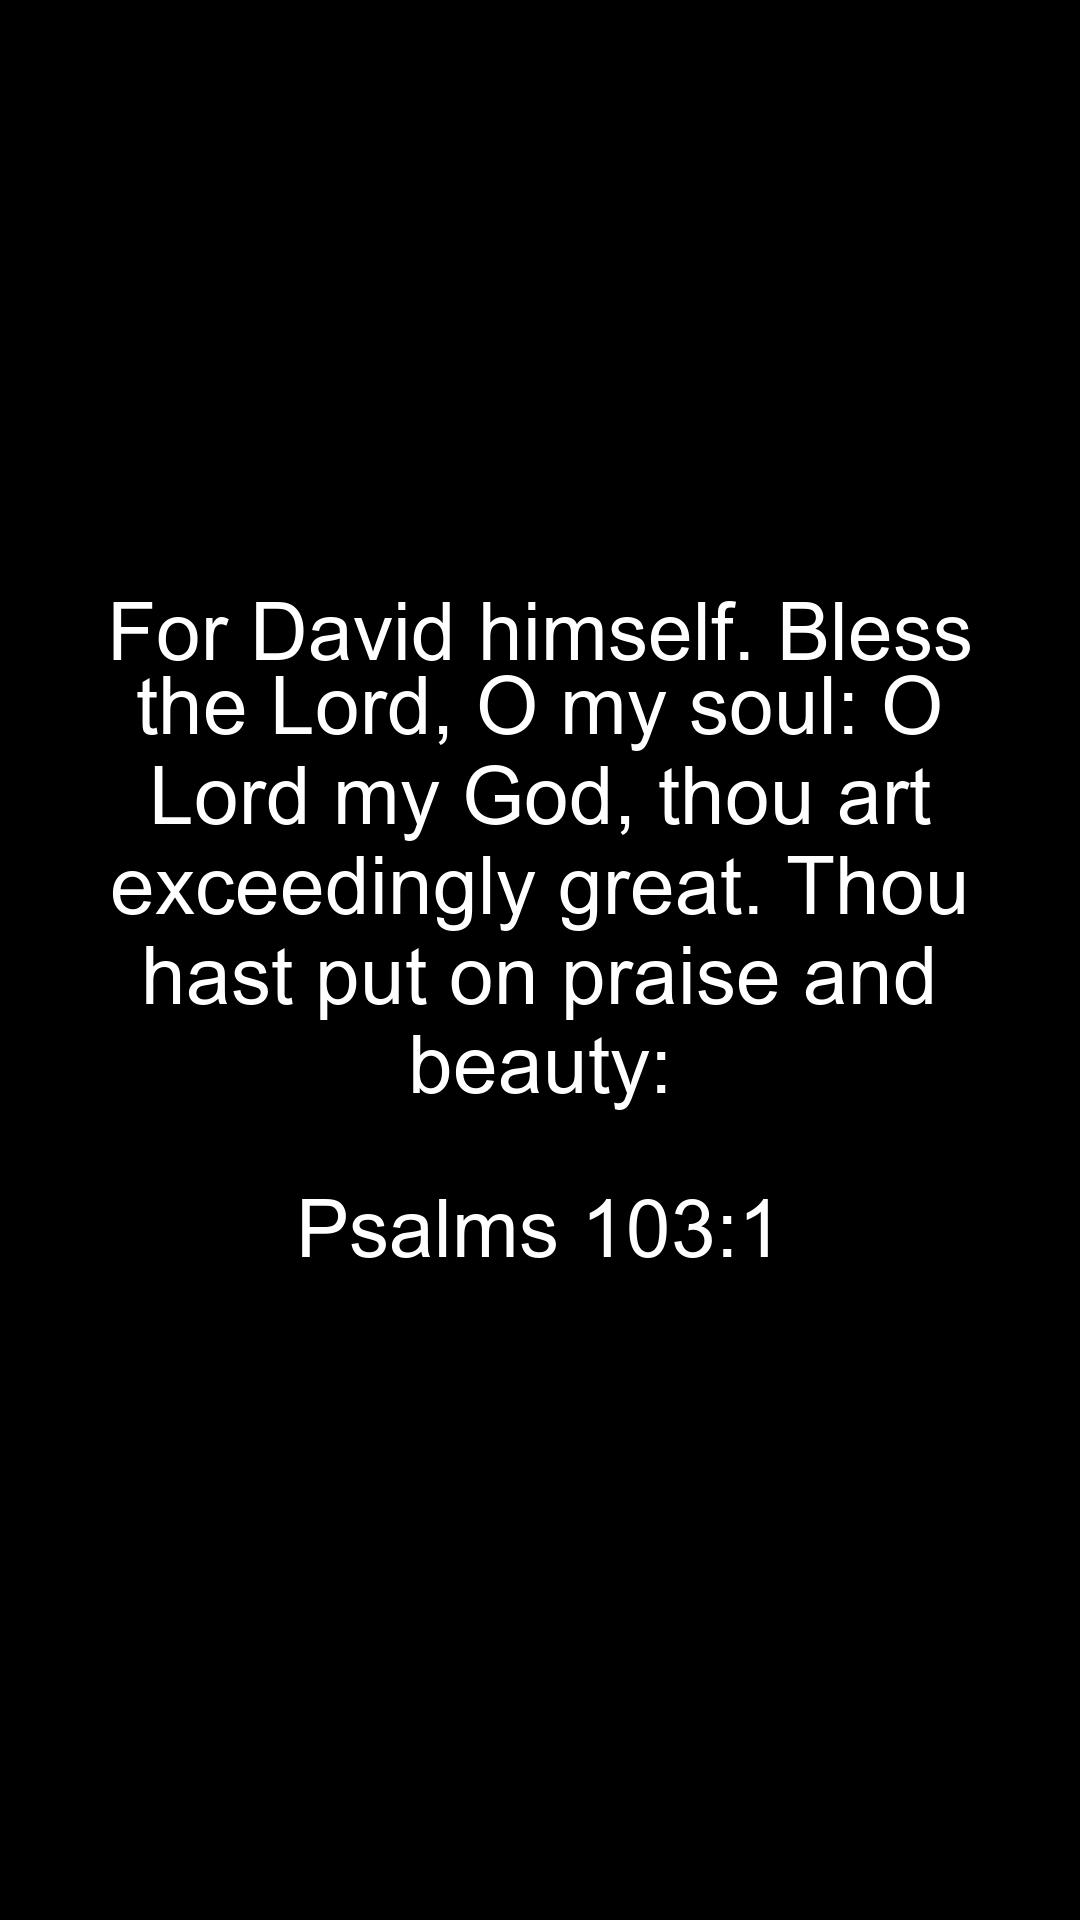 For David himself. Bless
the Lord, O my soul: O
Lord my God, thou art
exceedingly great. Thou
hast put on praise and
beauty:
Psalms 103:1